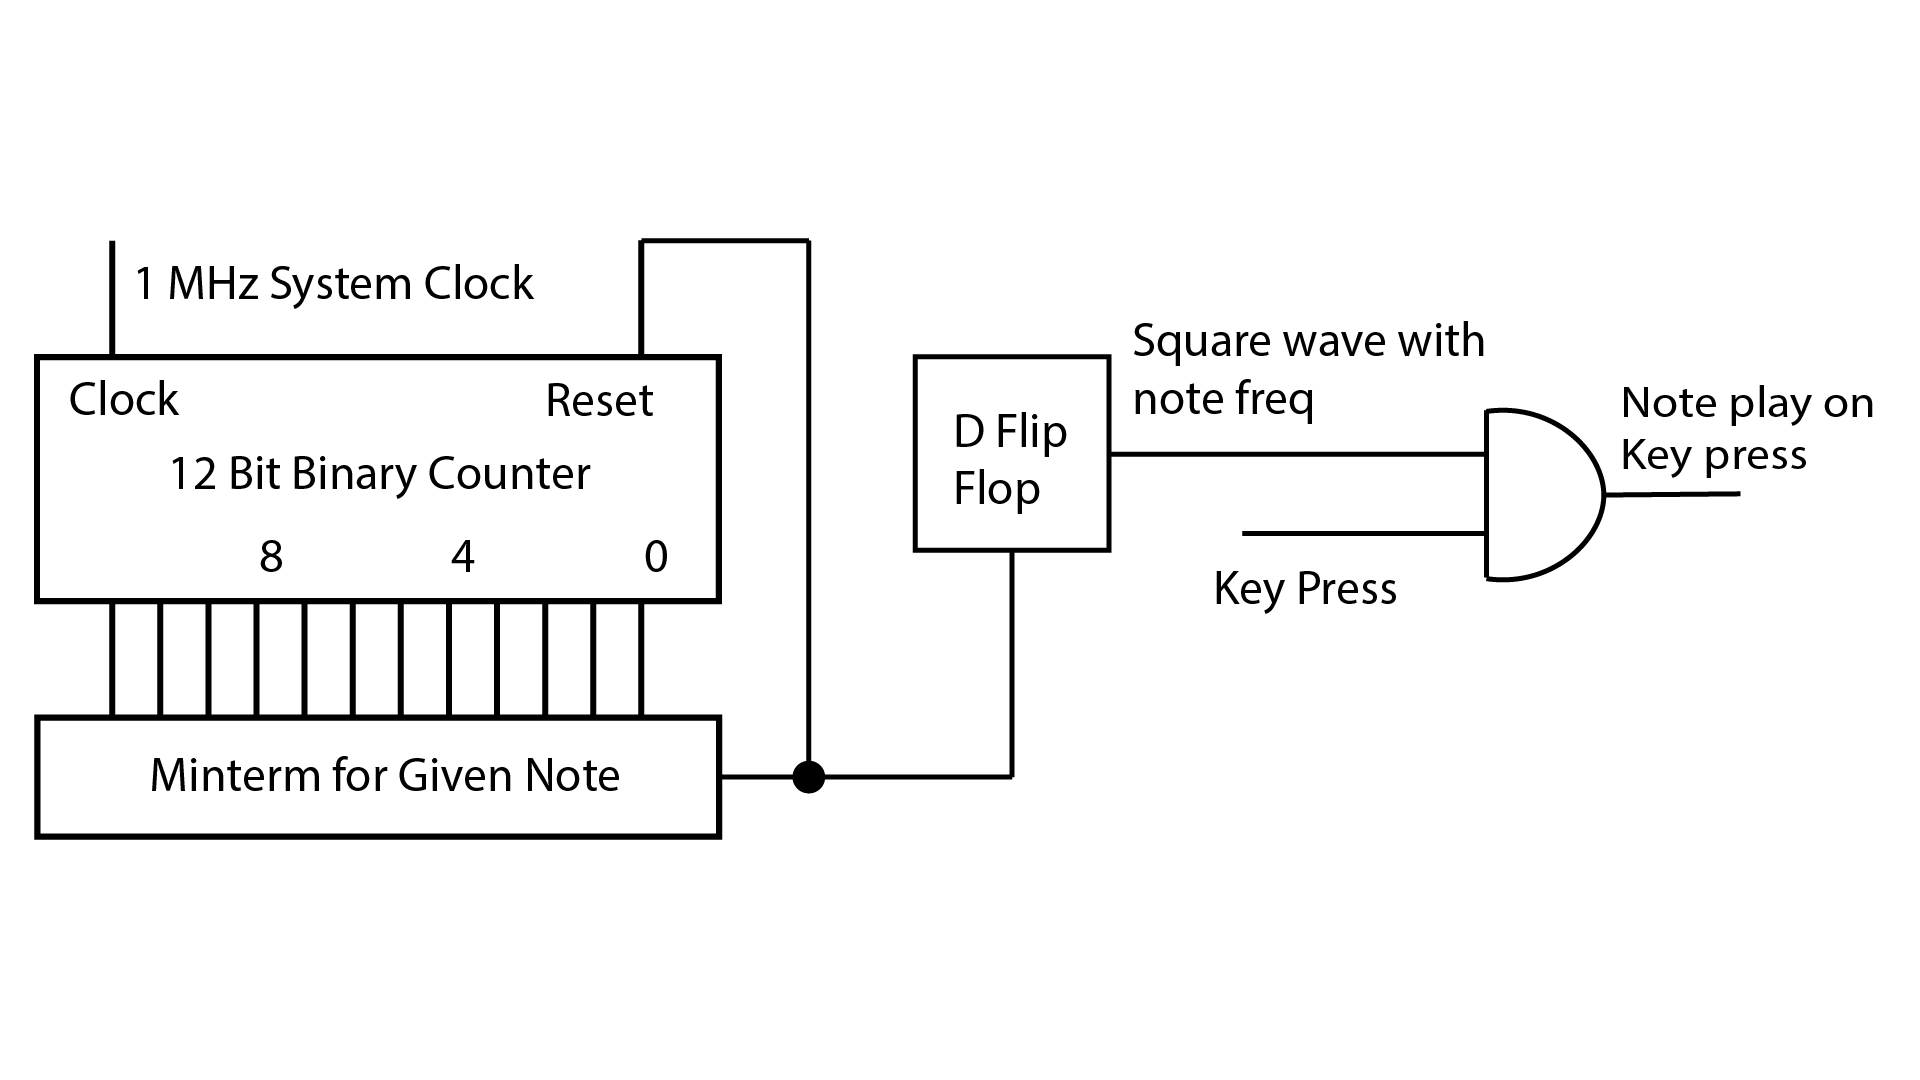 1 MHz System Clock
Clock
Reset
12 Bit Binary Counter
8 4 0
Minterm for Given Note
D Flip
Flop
Square wave with
note freq
Key Press
Note play on
Key press